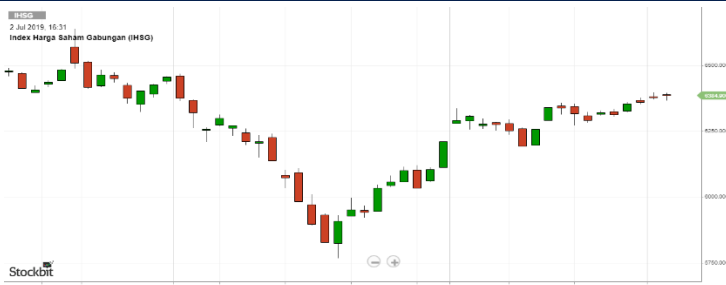 IHSG
2 Jul 2019, 16:31
Index Harga Saham Gabungan (IHSG)
6500.00
6250.00
6000.00
5750.00
Stockbit